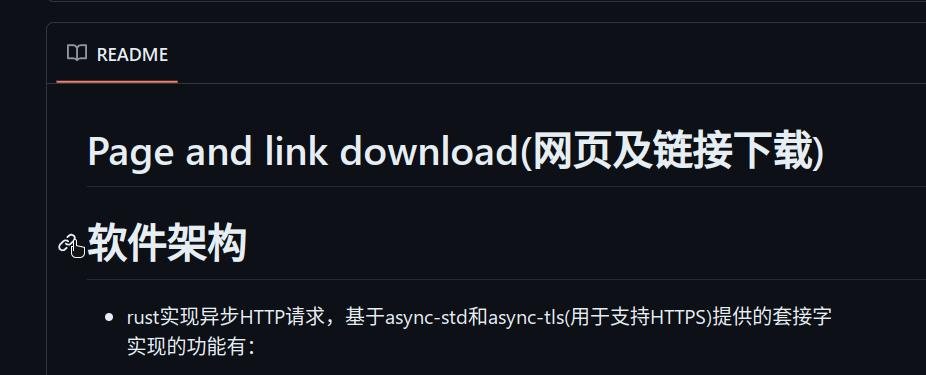 README
Page and link download(网页及链接下载)
软件架构
rust实现异步HTTP请求，基于async-std和async-tls(用于支持HTTPS)提供的套接字
实现的功能有：